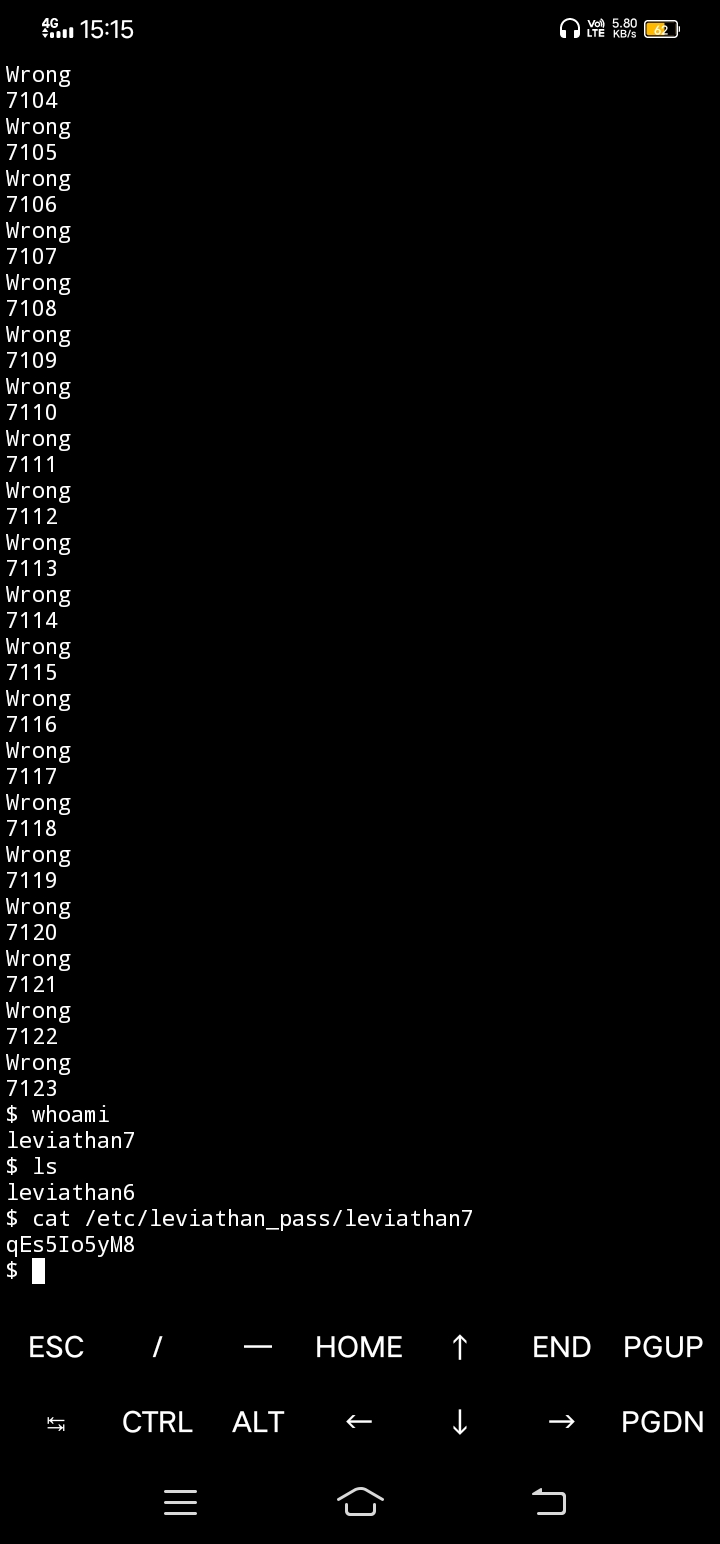 4G 15:15 Vo) LTE 5.80 KB/s 62
Wrong
7104
Wrong
7105
Wrong
7106
Wrong
7107
Wrong
7108
Wrong
7109
Wrong
7110
Wrong
7111
Wrong
7112
Wrong
7113
Wrong
7114
Wrong
7115
Wrong
7116
Wrong
7117
Wrong
7118
Wrong
7119
Wrong
7120
Wrong
7121
Wrong
7122
Wrong
7123
$ whoami
leviathan7
$ ls
leviathan6
$ cat /etc/leviathan_pass/leviathan7
qEs5Io5yM8
$
ESC / — HOME ↑ END PGUP
↹ CTRL ALT ← ↓ → PGDN